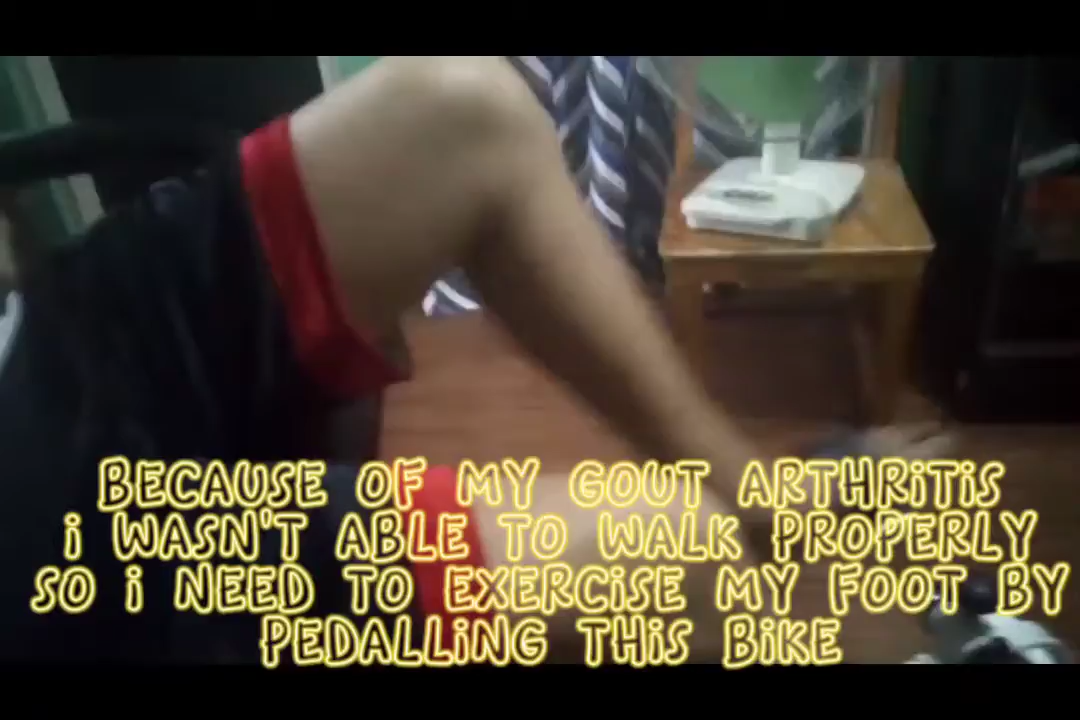 BECAUSE OF MY GOUT ARTHRiTiS
i WASN'T ABLE TO WALK PROPERLY
SO i NEED TO EXERCiSE MY FOOT BY
PEDALLiNG THiS BiKE